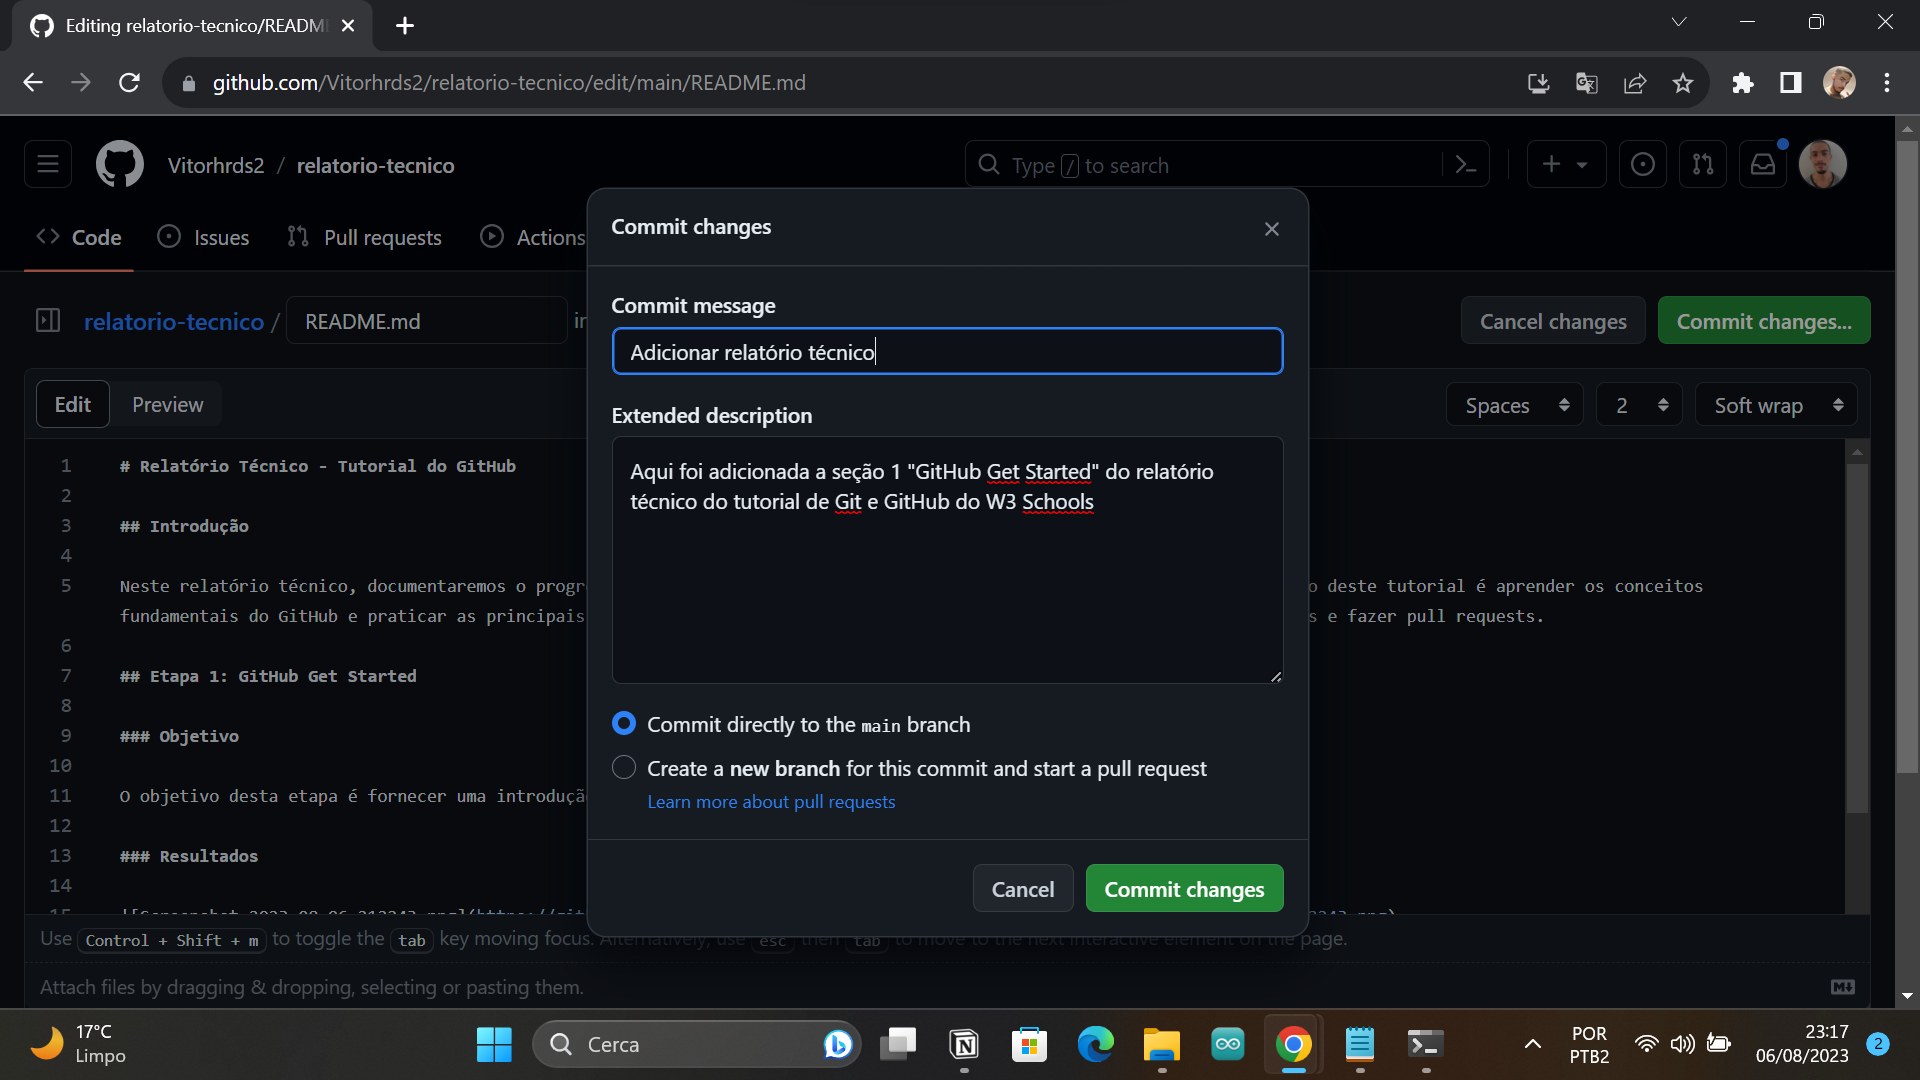 Editing relatorio-tecnico/READM
github.com/Vitorhrds2/relatorio-tecnico/edit/main/README.md
Vitorhrds2 / relatorio-tecnico
Type / to search
Code
Issues
Pull requests
Actions
relatorio-tecnico / README.md in
Cancel changes
Commit changes...
Edit
Preview
Spaces
2
Soft wrap
1 # Relatório Técnico - Tutorial do GitHub
2
3 ## Introdução
4
5 Neste relatório técnico, documentaremos o progr
o deste tutorial é aprender os conceitos
fundamentais do GitHub e praticar as principais
s e fazer pull requests.
6
7 ## Etapa 1: GitHub Get Started
8
9 ### Objetivo
10
11 O objetivo desta etapa é fornecer uma introduçã
12
13 ### Resultados
14
Commit changes
Commit message
Adicionar relatório técnico
Extended description
Aqui foi adicionada a seção 1 "GitHub Get Started" do relatório
técnico do tutorial de Git e GitHub do W3 Schools
Commit directly to the main branch
Create a new branch for this commit and start a pull request
Learn more about pull requests
Cancel
Commit changes
Use Control + Shift + m to toggle the tab key moving focus. Alternatively, use esc then tab to move to the next interactive element on the page.
Attach files by dragging & dropping, selecting or pasting them.
17°C
Limpo
Cerca
POR
PTB2
23:17
06/08/2023
2